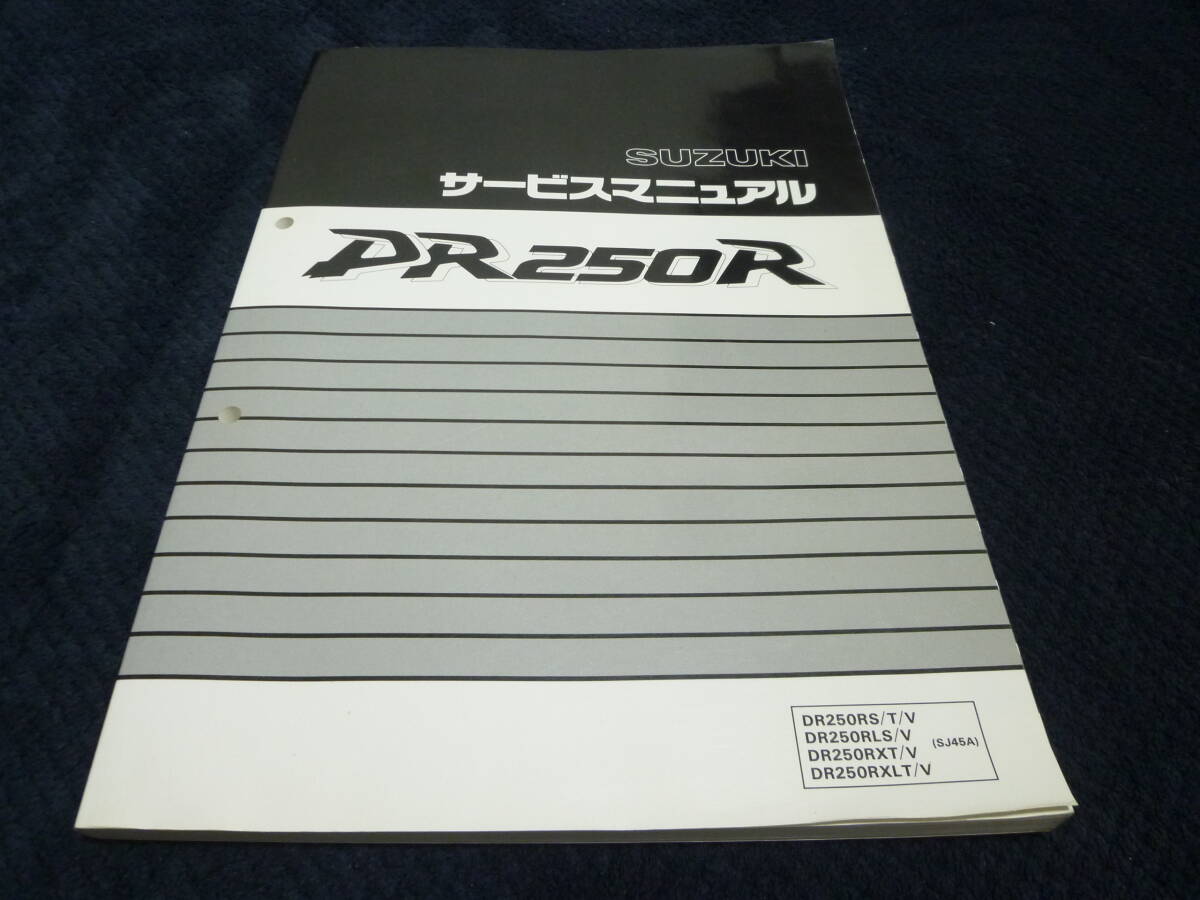 SUZUKI
サービスマニュアル
DR250R
DR250RS/T/V
DR250RLS/V
DR250RXT/V
DR250RXLT/V
(SJ45A)